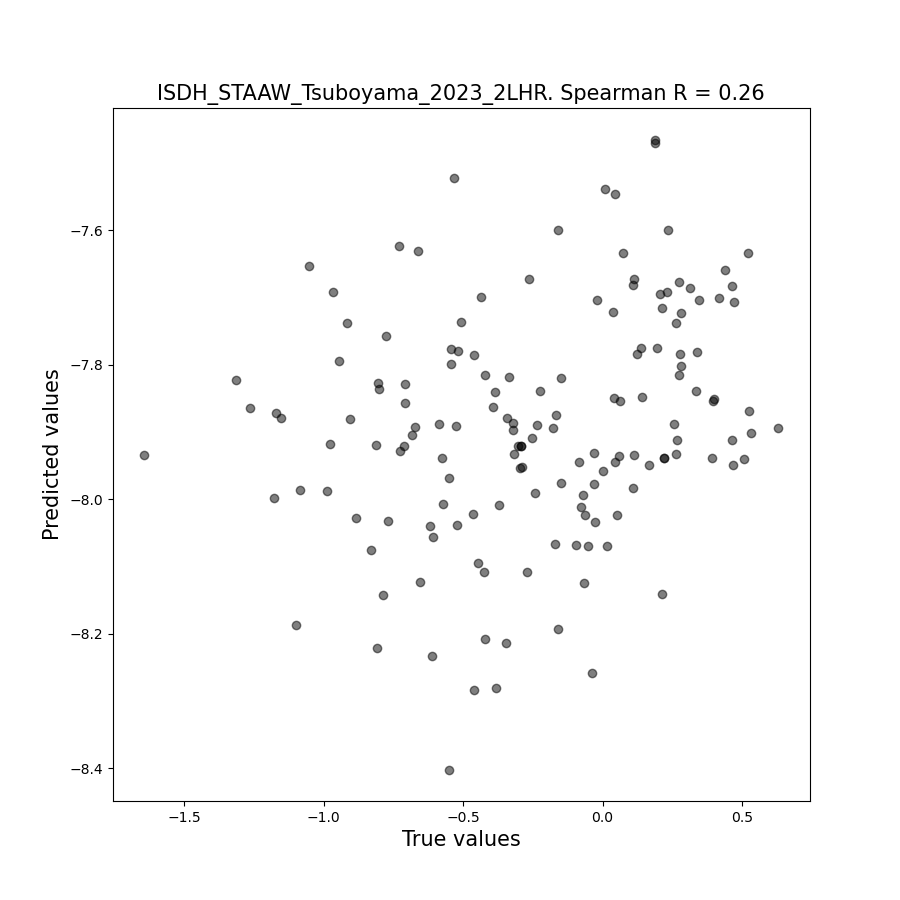 ISDH_STAAW_Tsuboyama_2023_2LHR. Spearman R = 0.26
Predicted values
−7.6
−7.8
−8.0
−8.2
−8.4
−1.5 −1.0 −0.5 0.0 0.5
True values